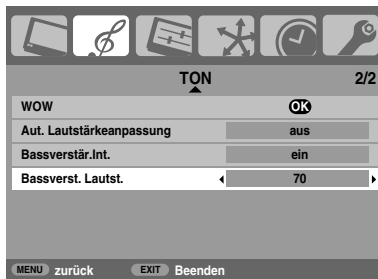 TON 2/2
WOW OK
Aut. Lautstärkeanpassung aus
Bassverstär.Int. ein
Bassverst. Lautst. 70
MENU zurück EXIT Beenden